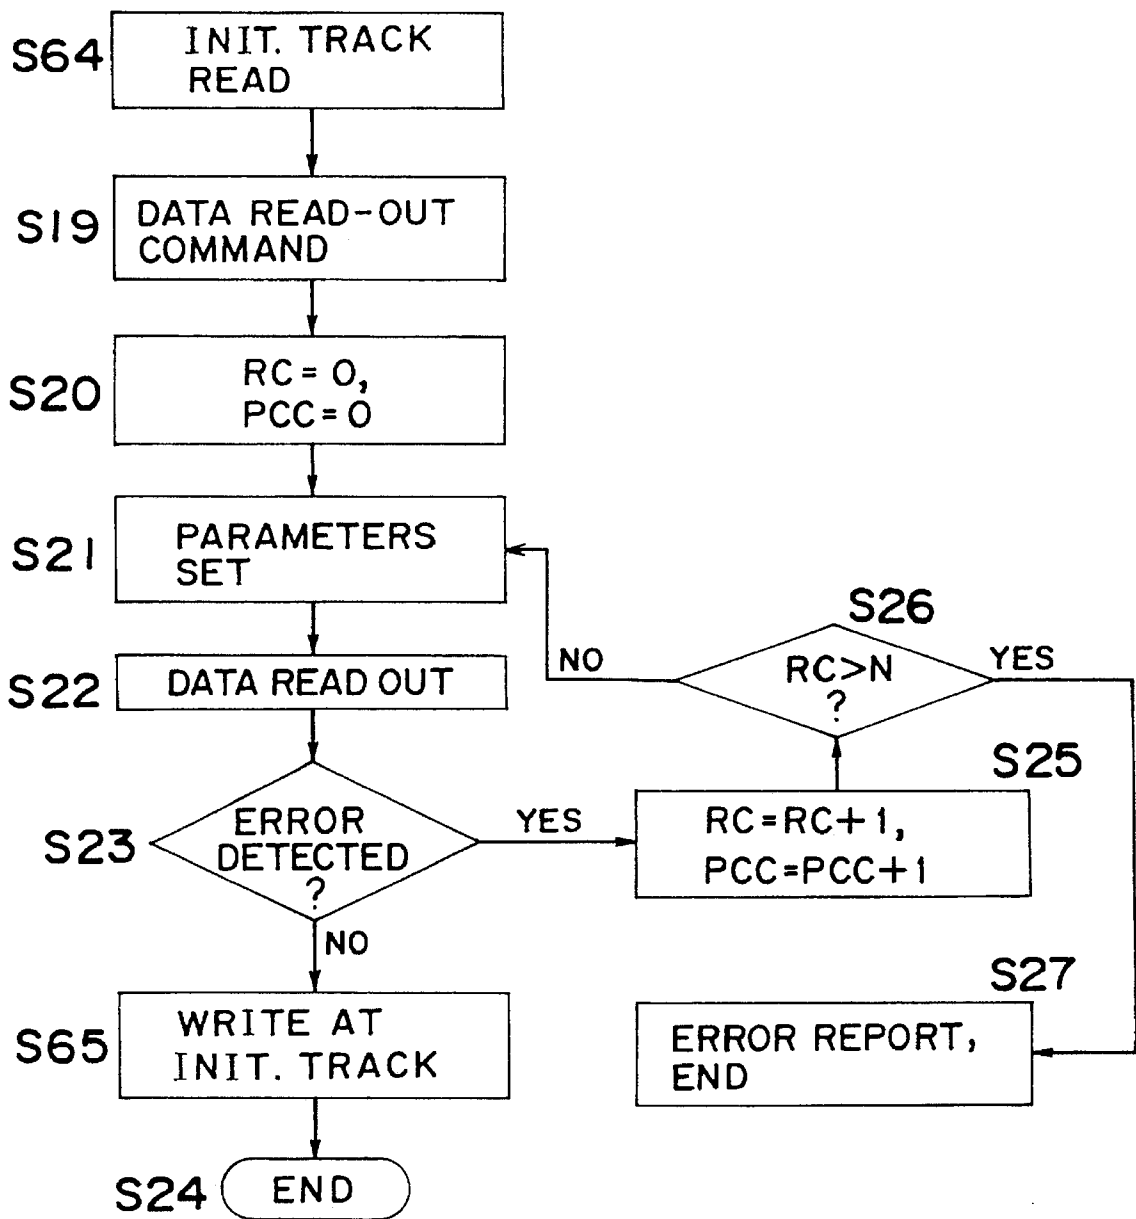 S64
INIT. TRACK
READ
S19
DATA READ-OUT
COMMAND
S20
RC=0,
PCC=0
S21
PARAMETERS
SET
S26
RC>N
?
NO
YES
S22
DATA READ OUT
S23
ERROR
DETECTED
?
YES
NO
S25
RC=RC+1,
PCC=PCC+1
S65
WRITE AT
INIT. TRACK
S27
ERROR REPORT,
END
S24
END